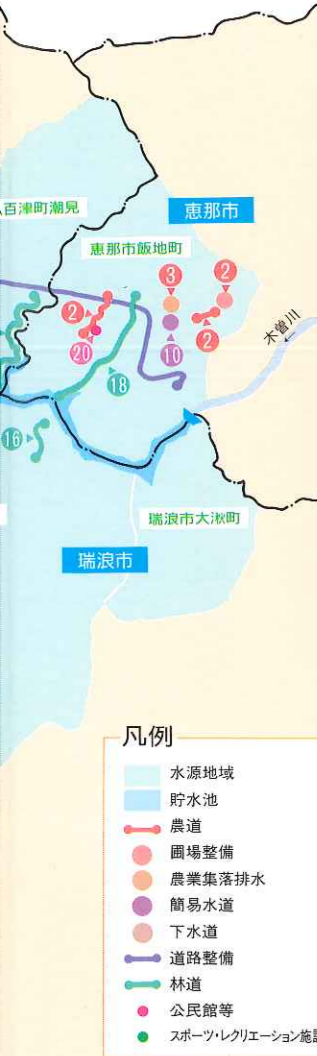 八百津町潮見
恵那市
恵那市飯地町
3
2
2
木曽川
20
10
2
18
16
瑞浪市大湫町
瑞浪市
凡例
水源地域
貯水池
農道
圃場整備
農業集落排水
簡易水道
下水道
道路整備
林道
公民館等
スポーツ・レクリエーション施設